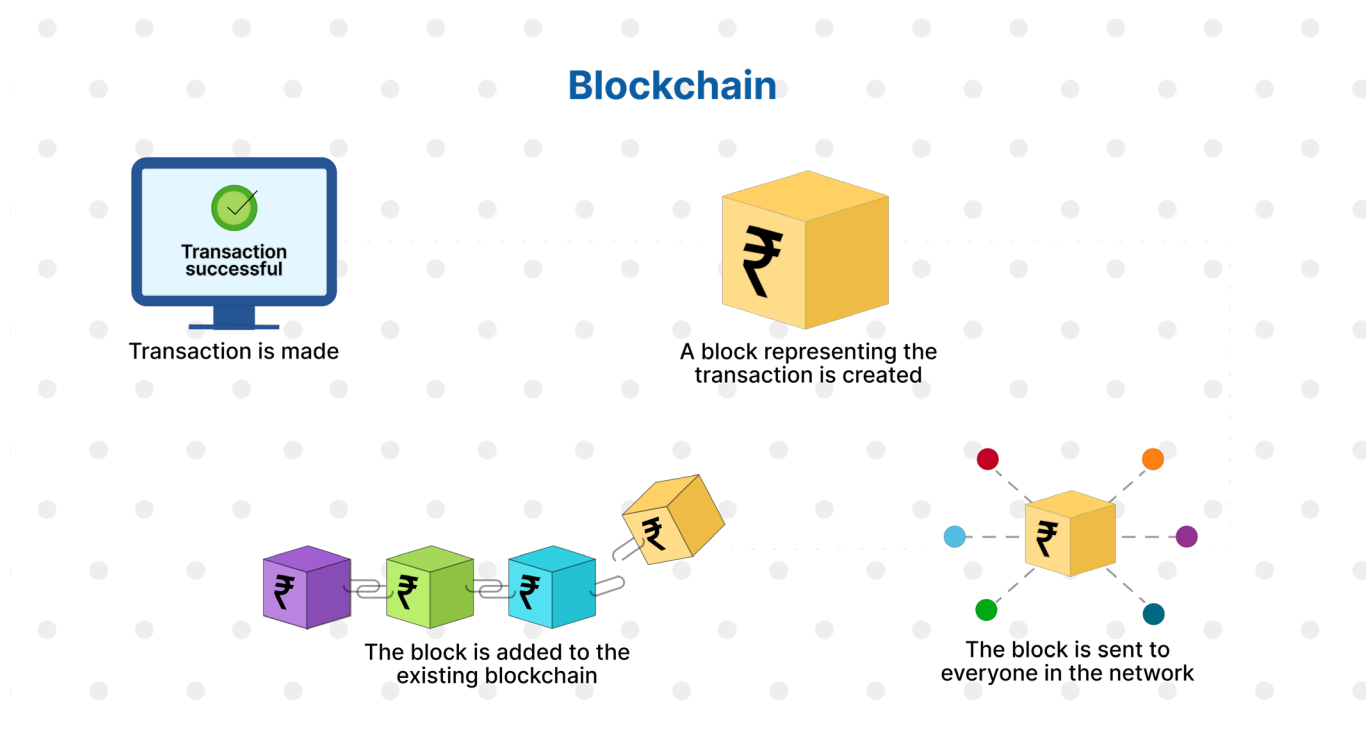 Blockchain
Transaction
successful
Transaction is made
₹
A block representing the
transaction is created
₹
The block is sent to
everyone in the network
₹
₹
₹
₹
The block is added to the
existing blockchain